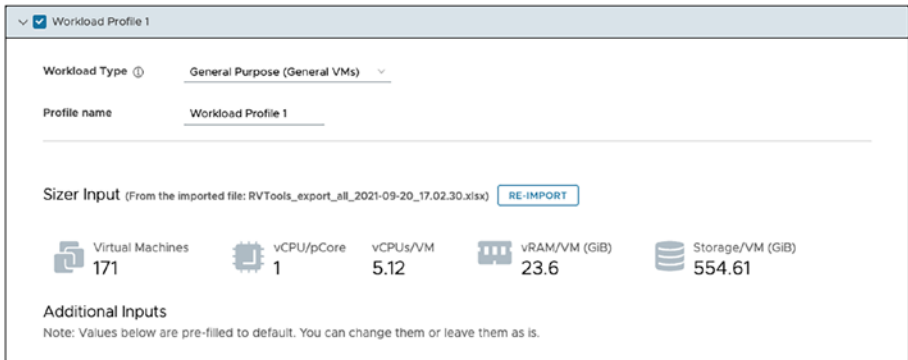 Workload Profile 1
Workload Type
General Purpose (General VMs)
Profile name
Workload Profile 1
Sizer Input (From the imported file: RVTools_export_all_2021-09-20_17.02.30.xlsx) RE-IMPORT
Virtual Machines
171
vCPU/pCore
1
vCPUs/VM
5.12
vRAM/VM (GiB)
23.6
Storage/VM (GiB)
554.61
Additional Inputs
Note: Values below are pre-filled to default. You can change them or leave them as is.